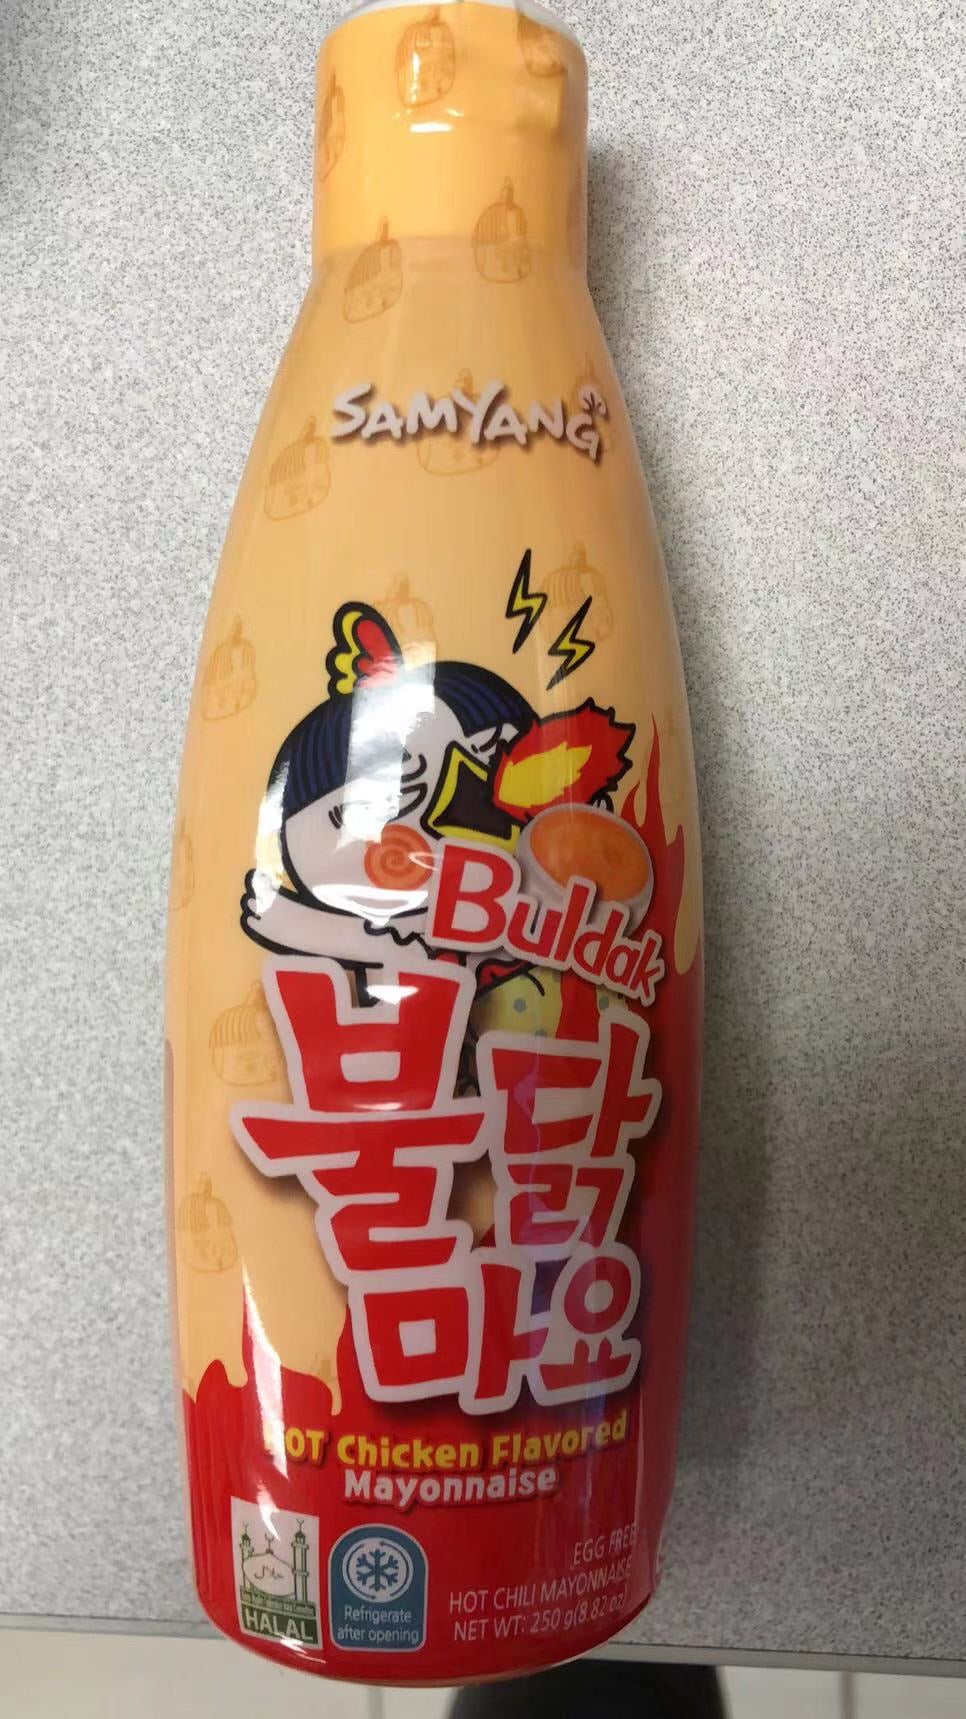 SAMYANG
Buldak
불닭
마요
HOT Chicken Flavored
Mayonnaise
HALAL
Refrigerate
after opening
EGG FREE
HOT CHILI MAYONNAISE
NET WT: 250 g(8.82 oz)